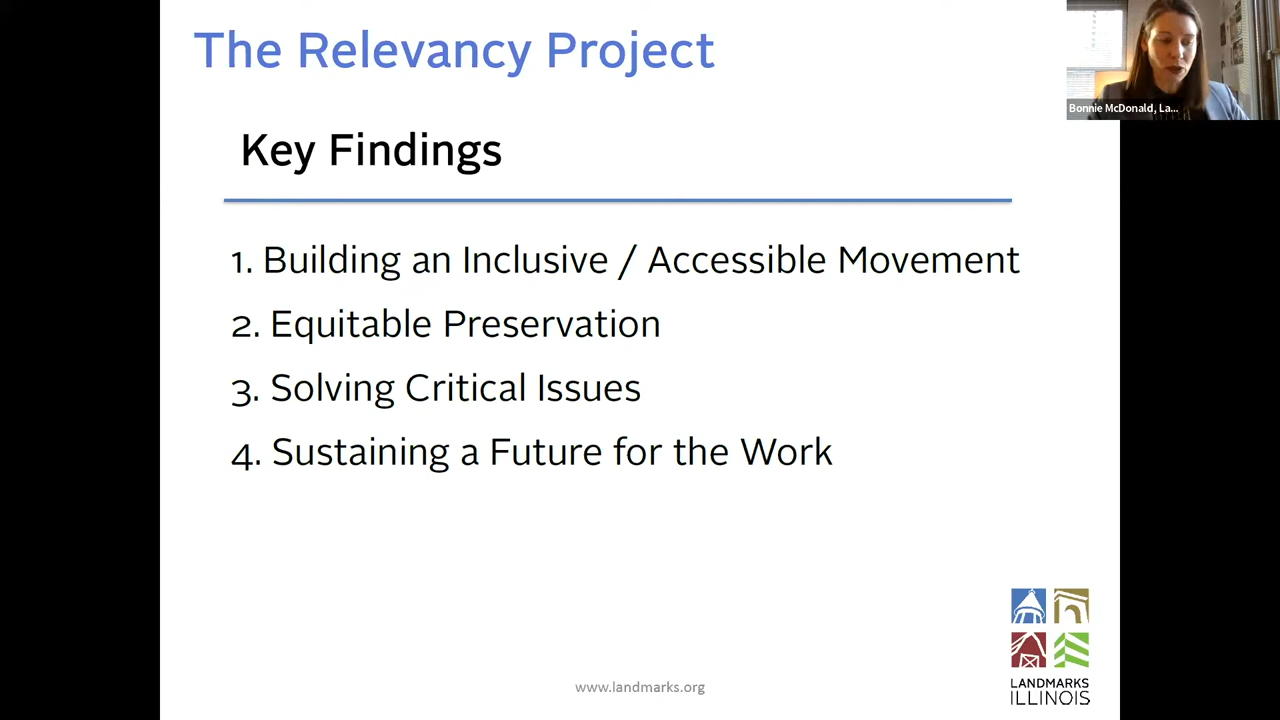 The Relevancy Project
Bonnie McDonald, La...
Key Findings
1. Building an Inclusive / Accessible Movement
2. Equitable Preservation
3. Solving Critical Issues
4. Sustaining a Future for the Work
LANDMARKS
ILLINOIS
www.landmarks.org